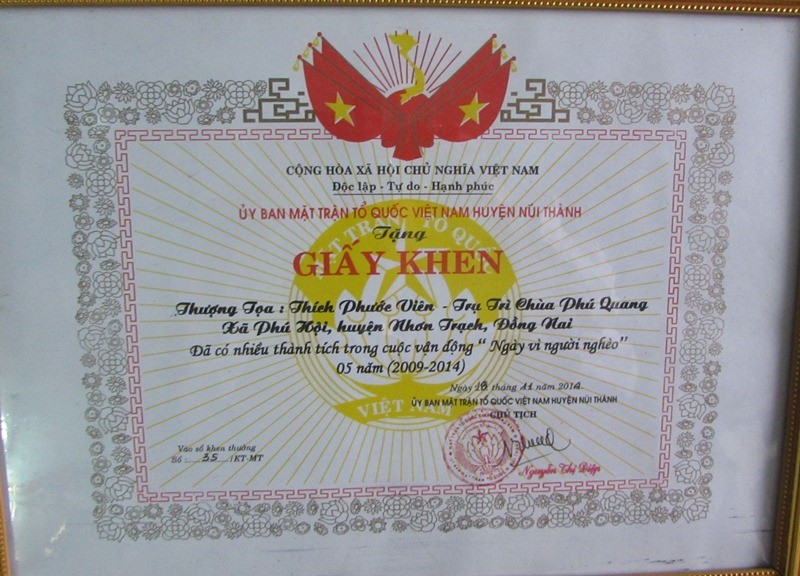 CỘNG HÒA XÃ HỘI CHỦ NGHĨA VIỆT NAM
Độc lập - Tự do - Hạnh phúc
ỦY BAN MẶT TRẬN TỔ QUỐC VIỆT NAM HUYỆN NÚI THÀNH
Tặng
GIẤY KHEN
Thượng Tọa : Thích Phước Viên - Trụ Trì Chùa Phú Quang
Xã Phú Hội, huyện Nhơn Trạch, Đồng Nai
Đã có nhiều thành tích trong cuộc vận động “ Ngày vì người nghèo”
05 năm (2009-2014)
Ngày 18 tháng 11 năm 2014
ỦY BAN MẶT TRẬN TỔ QUỐC VIỆT NAM HUYỆN NÚI THÀNH
CHỦ TỊCH
VIỆT NAM
Vào sổ khen thưởng
Số : 35 /KT-MT
Nguyễn Thị Điệp